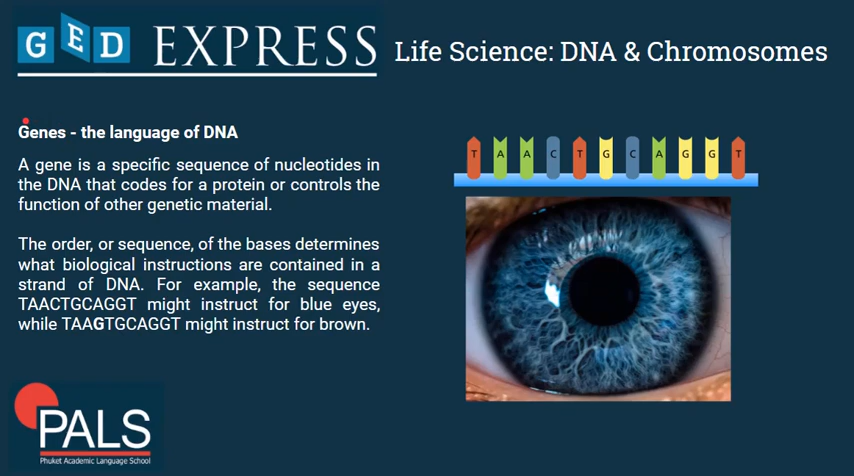 GED EXPRESS
Life Science: DNA & Chromosomes
Genes - the language of DNA
A gene is a specific sequence of nucleotides in
the DNA that codes for a protein or controls the
function of other genetic material.
The order, or sequence, of the bases determines
what biological instructions are contained in a
strand of DNA. For example, the sequence
TAACTGCAGGT might instruct for blue eyes,
while TAAGTGCAGGT might instruct for brown.
T A A C T G C A G G T
PALS
Phuket Academic Language School